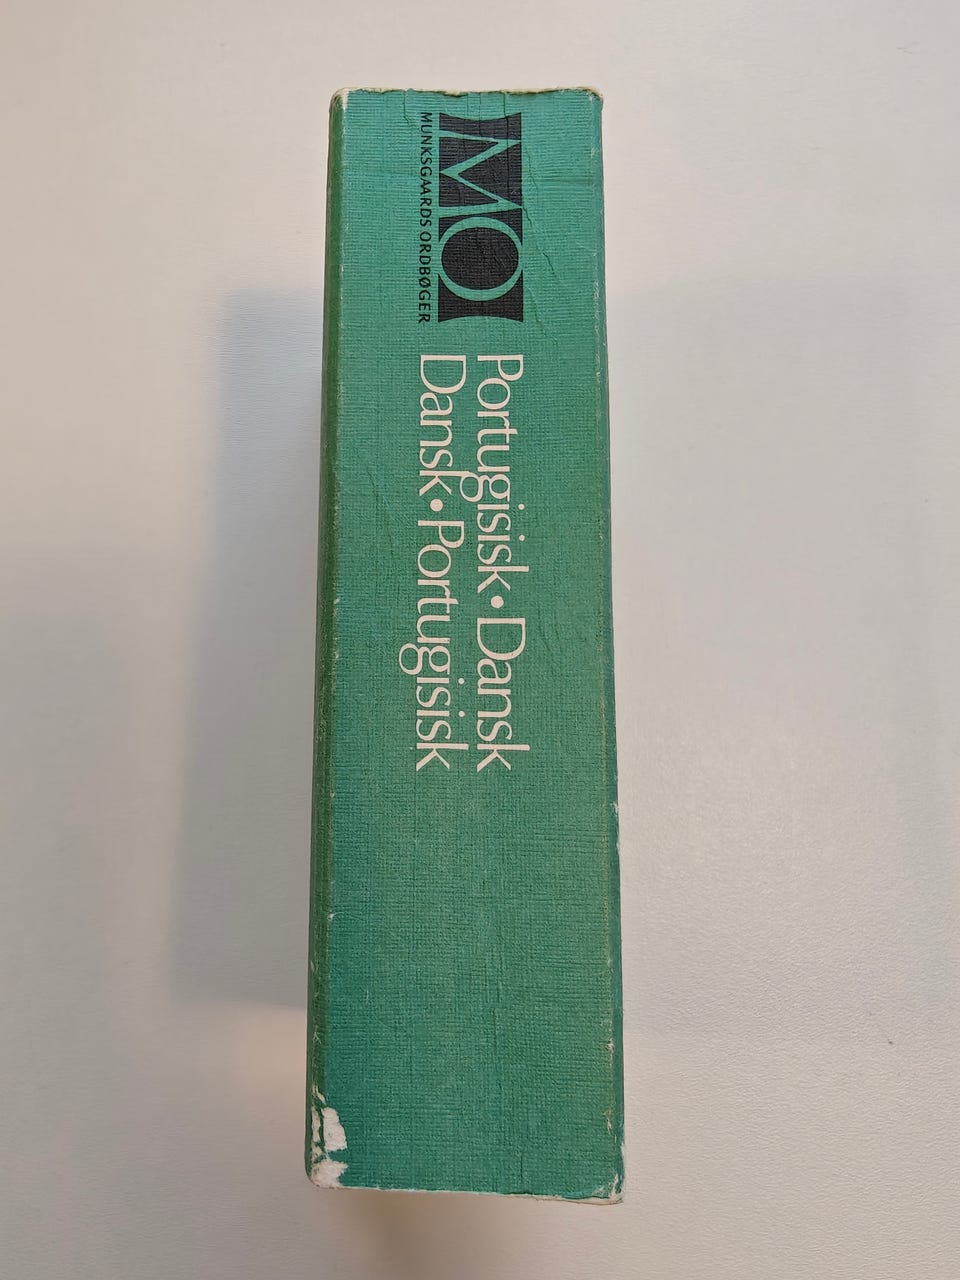 MO
MUNKSGAARDS ORDBØGER
Portugisisk • Dansk
Dansk • Portugisisk